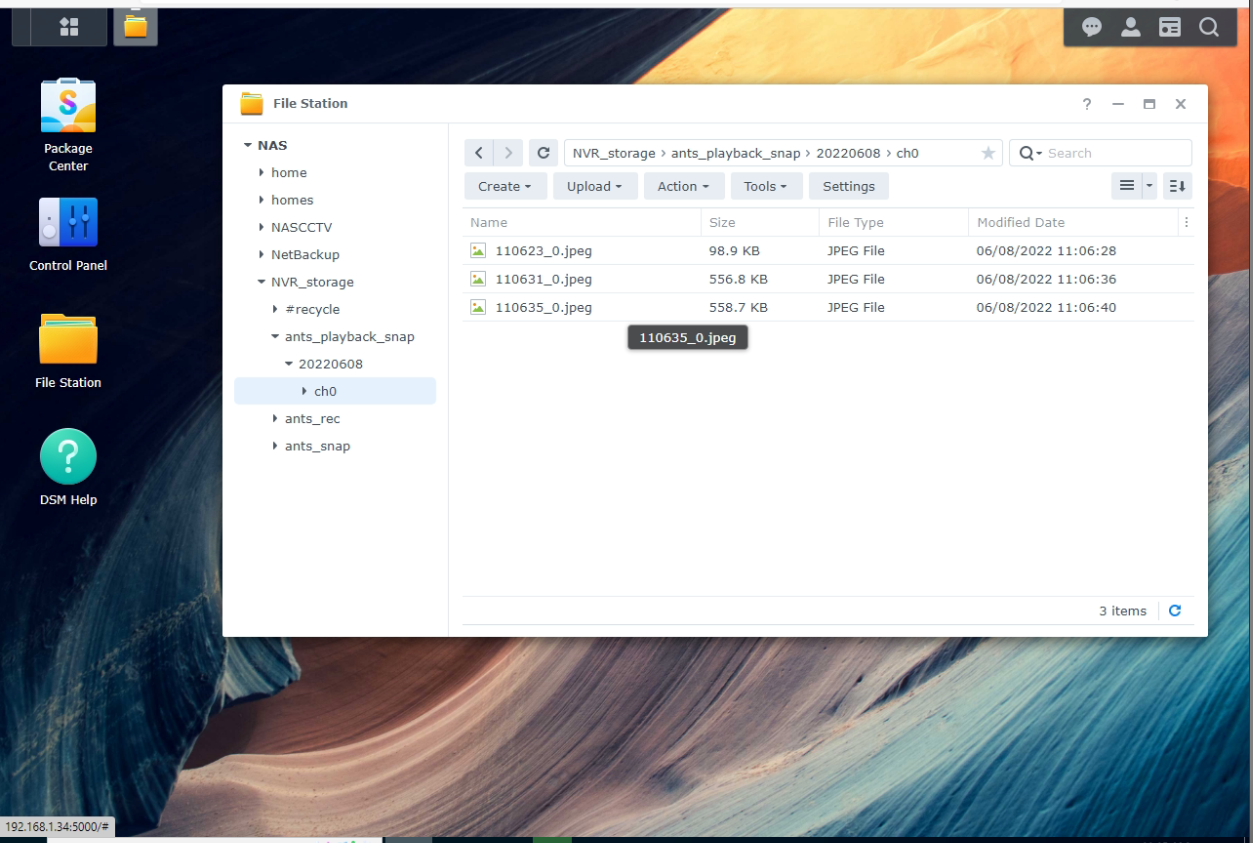 File Station
Package
Center
Control Panel
File Station
DSM Help
NAS
home
homes
NASCCTV
NetBackup
NVR_storage
#recycle
ants_playback_snap
20220608
ch0
ants_rec
ants_snap
NVR_storage › ants_playback_snap › 20220608 › ch0
Search
Create Upload Action Tools Settings
Name Size File Type Modified Date
110623_0.jpeg 98.9 KB JPEG File 06/08/2022 11:06:28
110631_0.jpeg 556.8 KB JPEG File 06/08/2022 11:06:36
110635_0.jpeg 558.7 KB JPEG File 06/08/2022 11:06:40
110635_0.jpeg
3 items
192.168.1.34:5000/#